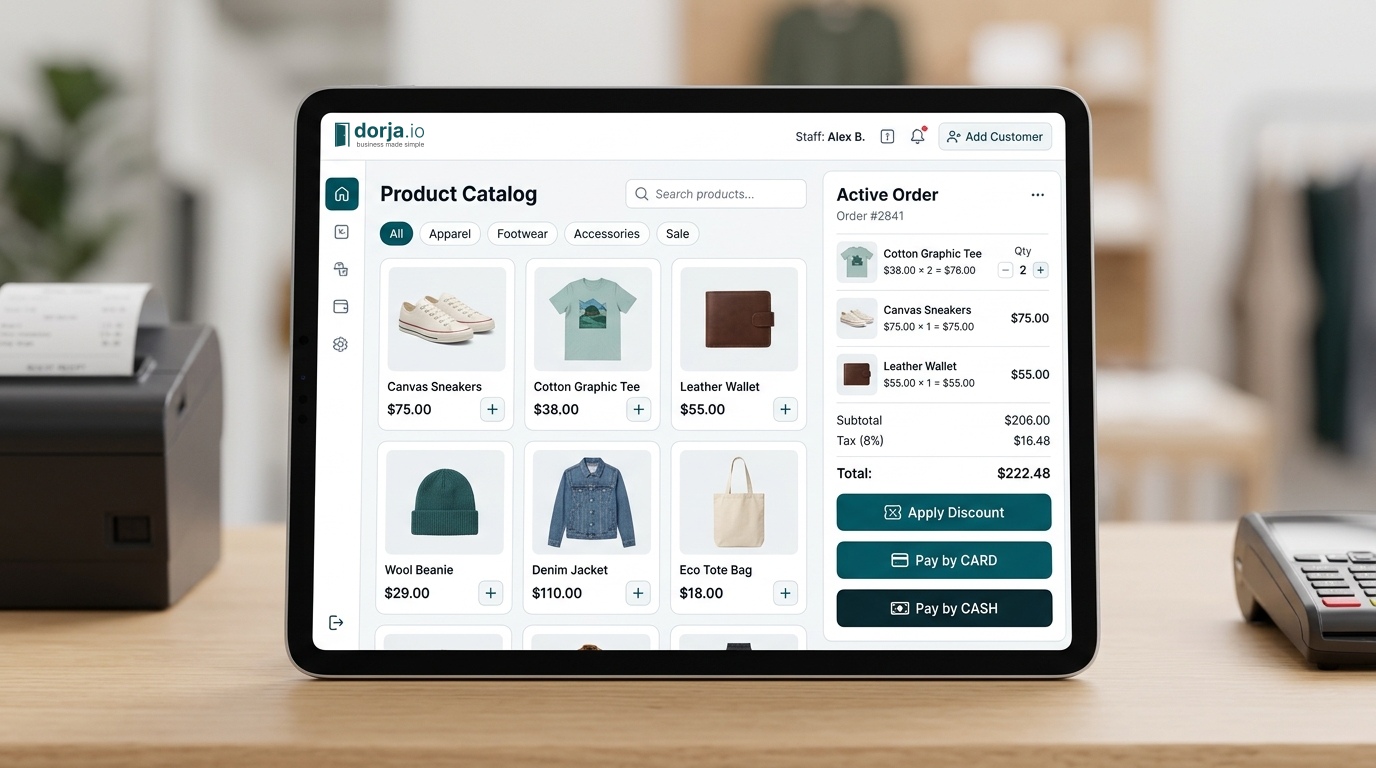 dorja.io
business made simple
Staff: Alex B.
Add Customer
Product Catalog
Search products...
All
Apparel
Footwear
Accessories
Sale
Canvas Sneakers
$75.00
Cotton Graphic Tee
$38.00
Leather Wallet
$55.00
Wool Beanie
$29.00
Denim Jacket
$110.00
Eco Tote Bag
$18.00
Active Order
Order #2841
Cotton Graphic Tee
$38.00 × 2 = $76.00
Qty
2
Canvas Sneakers
$75.00 × 1 = $75.00
$75.00
Leather Wallet
$55.00 × 1 = $55.00
$55.00
Subtotal
$206.00
Tax (8%)
$16.48
Total:
$222.48
Apply Discount
Pay by CARD
Pay by CASH